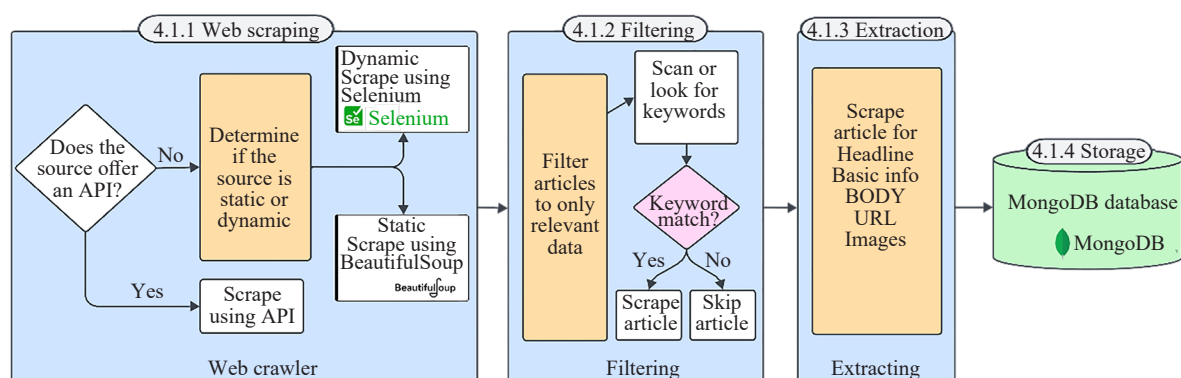 4.1.1 Web scraping
Does the
source offer
an API?
No
Yes
Determine
if the
source is
static or
dynamic
Dynamic
Scrape using
Selenium
Se Selenium
Static
Scrape using
BeautifulSoup
BeautifulSoup
Scrape
using API
Web crawler
4.1.2 Filtering
Filter
articles
to only
relevant
data
Scan or
look for
keywords
Keyword
match?
Yes
No
Scrape
article
Skip
article
Filtering
4.1.3 Extraction
Scrape
article for
Headline
Basic info
BODY
URL
Images
Extracting
4.1.4 Storage
MongoDB database
MongoDB